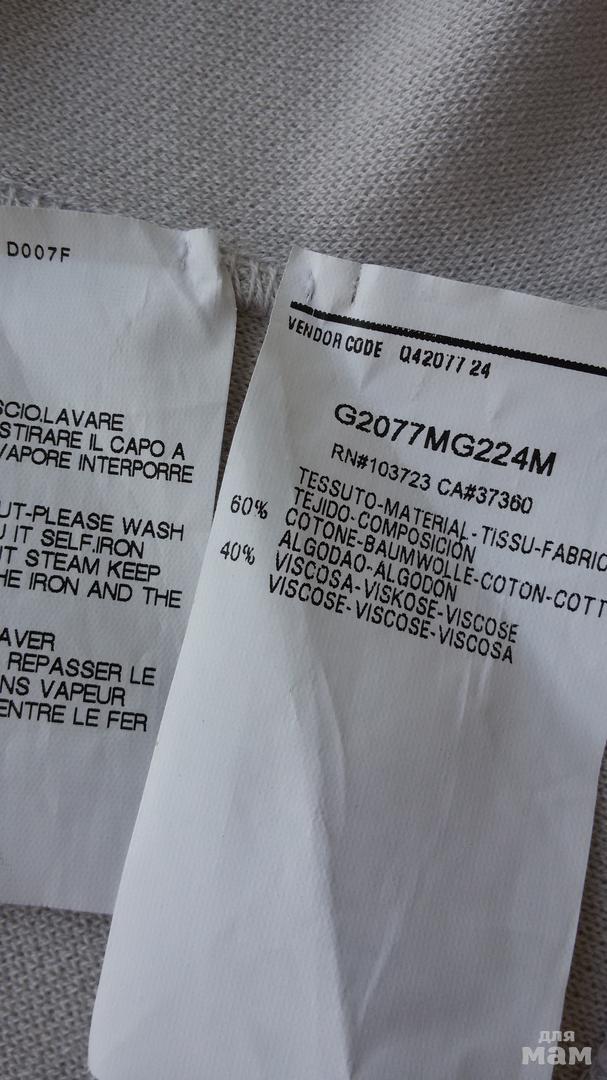 D007F
SCIO.LAVARE
STIRARE IL CAPO A
VAPORE INTERPORRE
UT-PLEASE WASH
IT SELF.IRON
UT STEAM KEEP
HE IRON AND THE
AVER
REPASSER LE
NS VAPEUR
ENTRE LE FER
VENDOR CODE Q42077 24
G2077MG224M
RN#103723 CA#37360
TESSUTO-MATERIAL-TISSU-FABRIC
TEJIDO-COMPOSICIÓN
60% COTONE-BAUMWOLLE-COTON-COTT
ALGODAO-ALGODON
40% VISCOSA-VISKOSE-VISCOSE
VISCOSE-VISCOSE-VISCOSA
для
мам